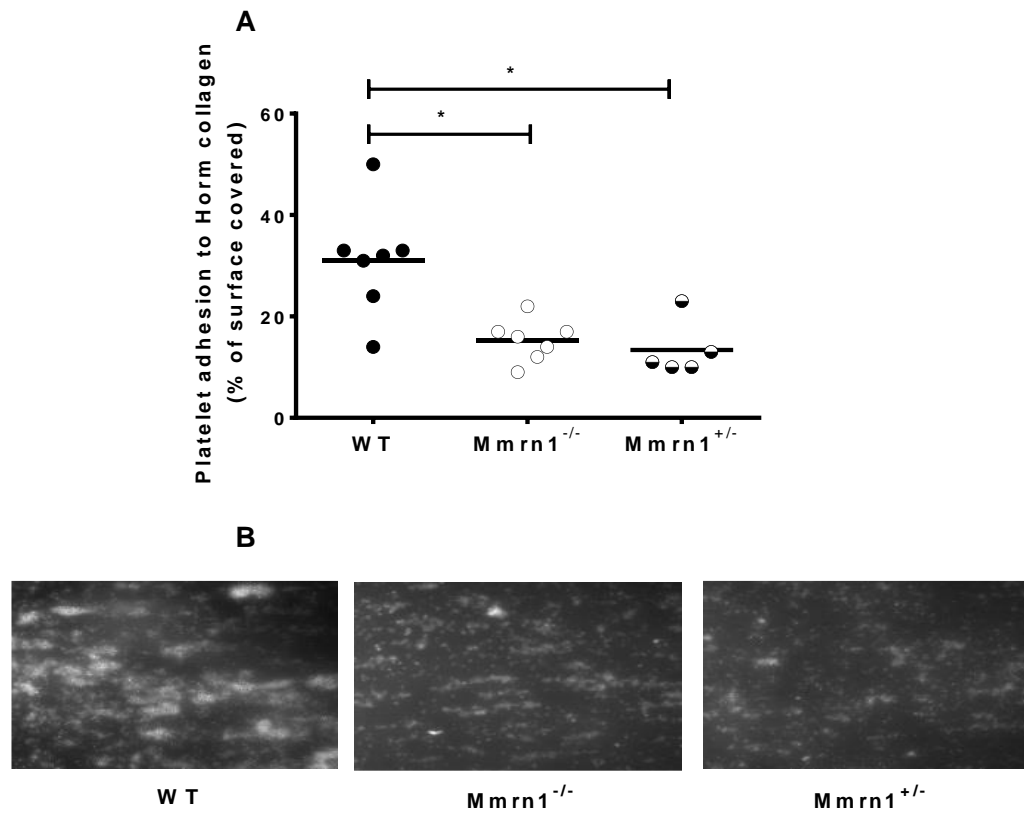 A
Platelet adhesion to Horm collagen
(% of surface covered)
*
*
60
40
20
0
WT
Mmrn1-/-
Mmrn1+/-
B
WT
Mmrn1-/-
Mmrn1+/-